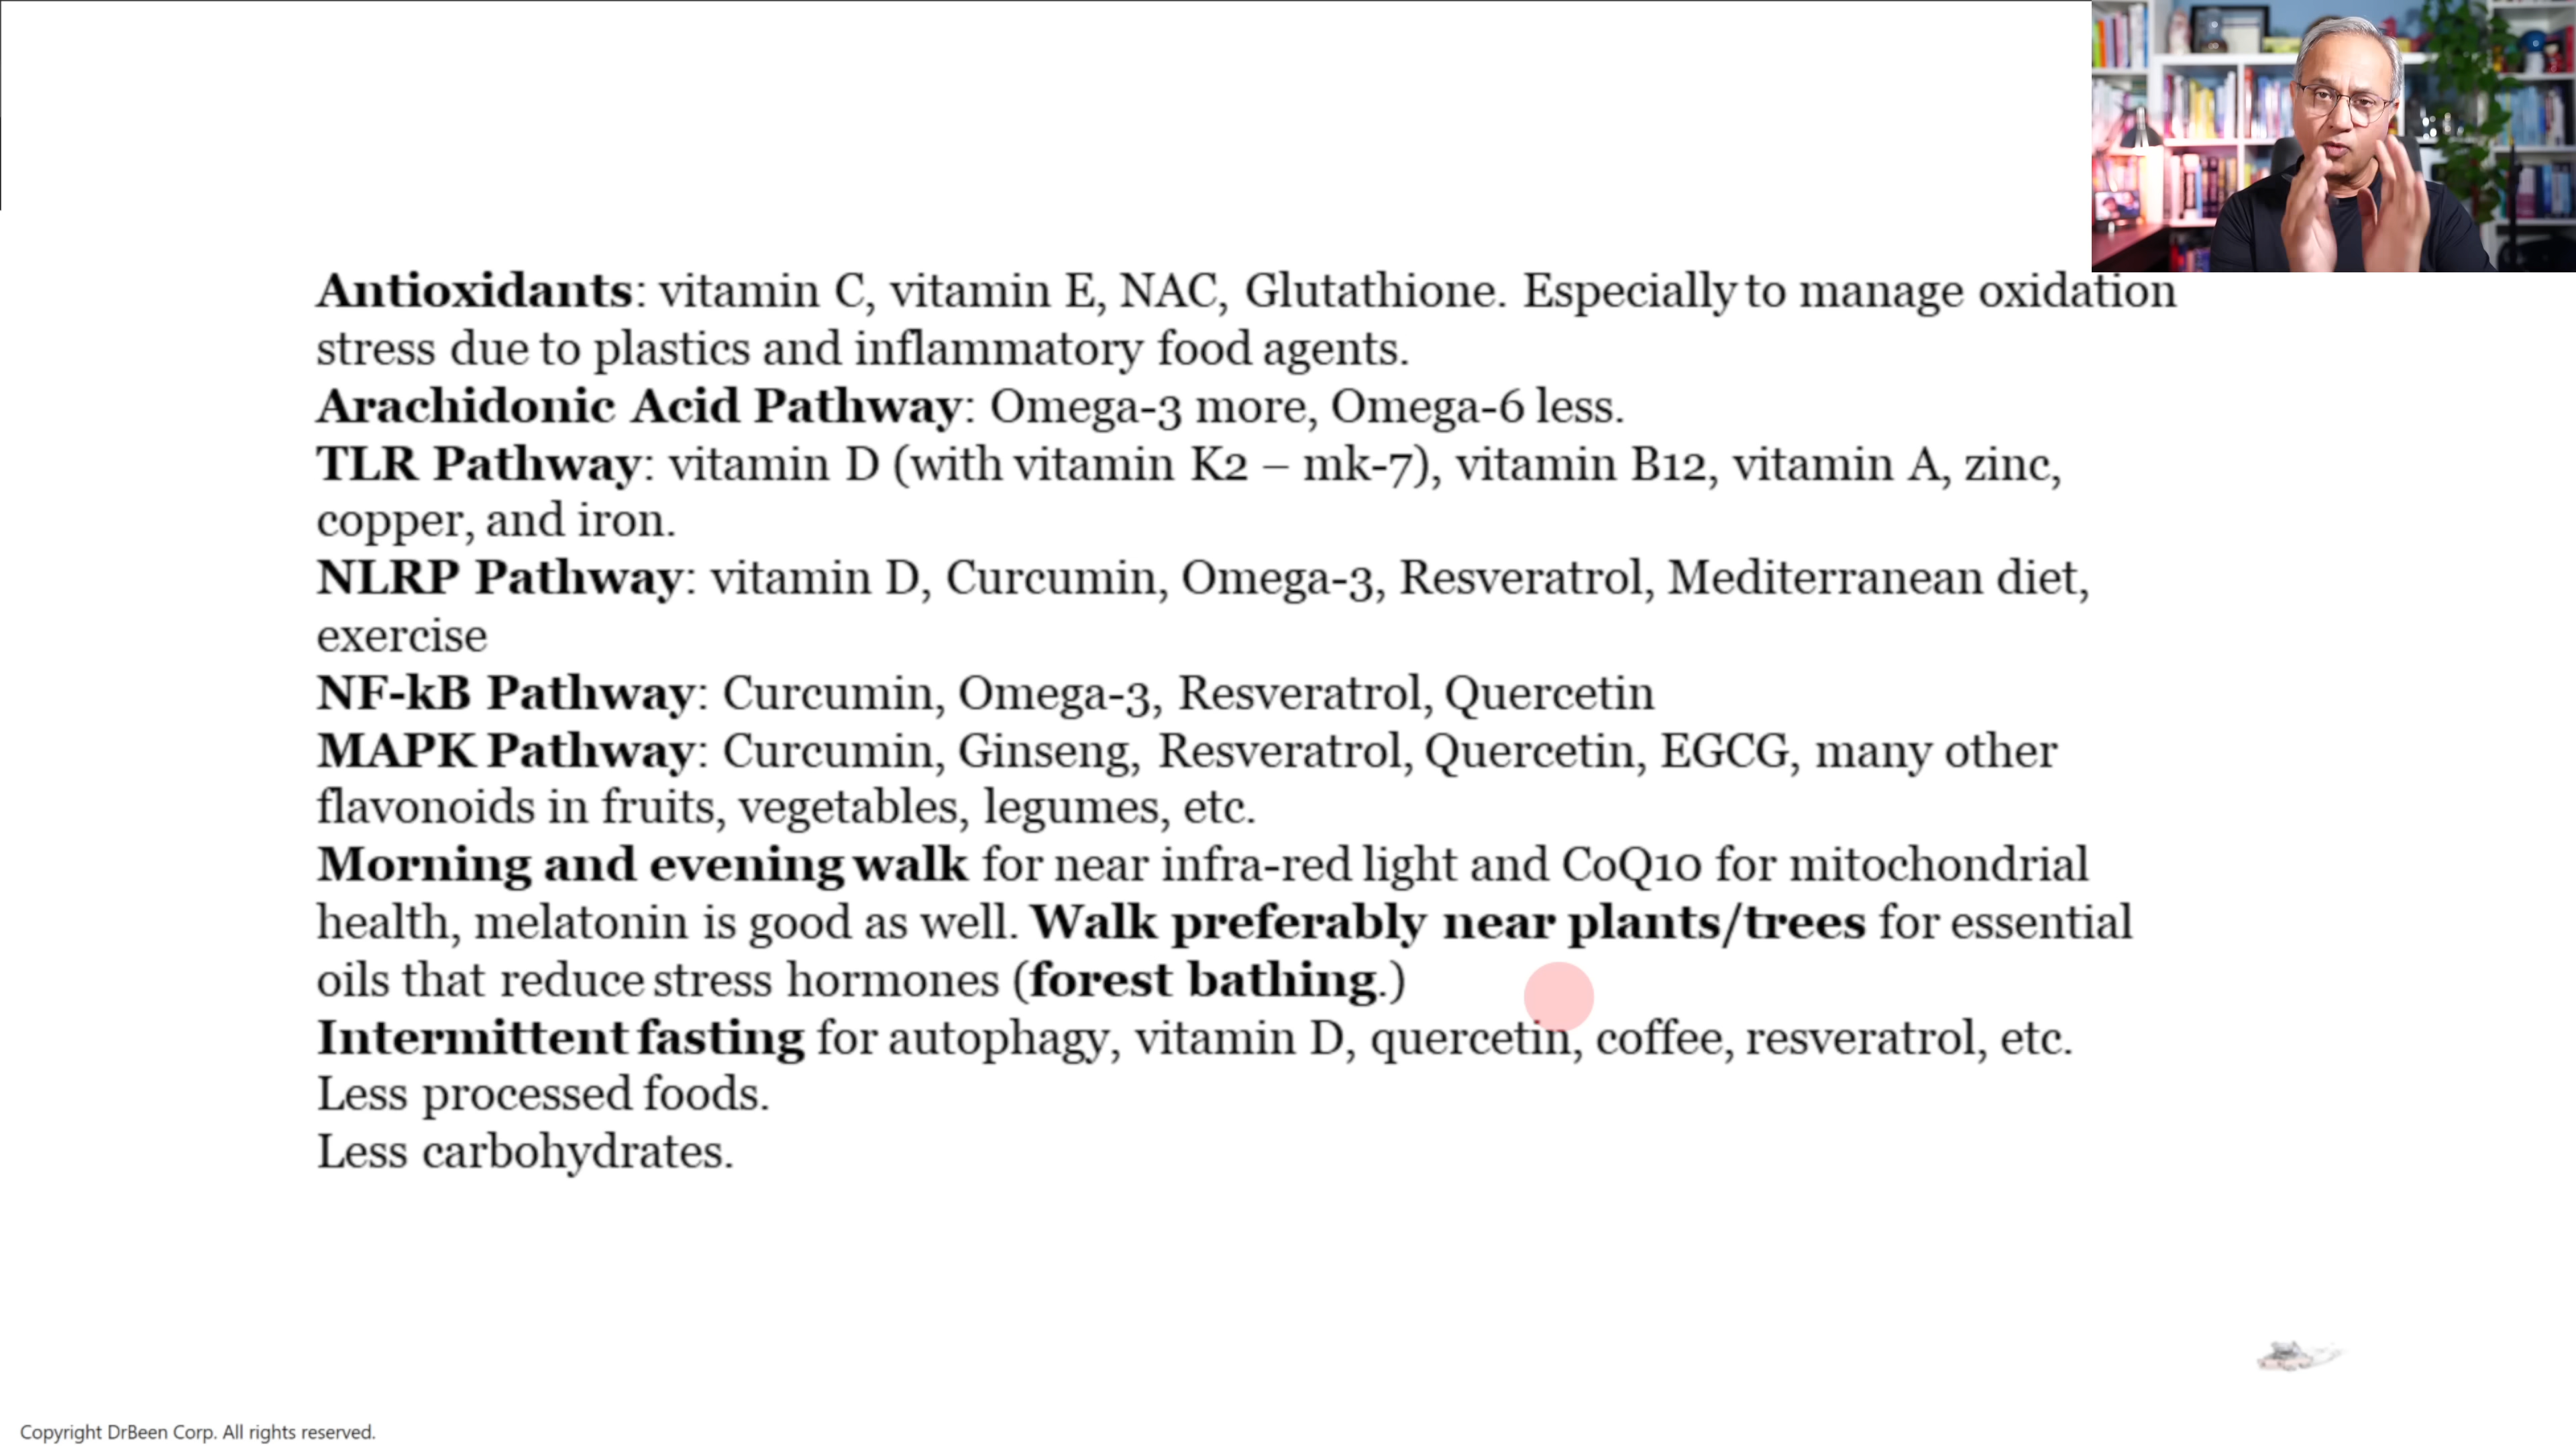 Antioxidants: vitamin C, vitamin E, NAC, Glutathione. Especially to manage oxidation
stress due to plastics and inflammatory food agents.
Arachidonic Acid Pathway: Omega-3 more, Omega-6 less.
TLR Pathway: vitamin D (with vitamin K2 – mk-7), vitamin B12, vitamin A, zinc,
copper, and iron.
NLRP Pathway: vitamin D, Curcumin, Omega-3, Resveratrol, Mediterranean diet,
exercise
NF-kB Pathway: Curcumin, Omega-3, Resveratrol, Quercetin
MAPK Pathway: Curcumin, Ginseng, Resveratrol, Quercetin, EGCG, many other
flavonoids in fruits, vegetables, legumes, etc.
Morning and evening walk for near infra-red light and CoQ10 for mitochondrial
health, melatonin is good as well. Walk preferably near plants/trees for essential
oils that reduce stress hormones (forest bathing.)
Intermittent fasting for autophagy, vitamin D, quercetin, coffee, resveratrol, etc.
Less processed foods.
Less carbohydrates.
Copyright DrBeen Corp. All rights reserved.